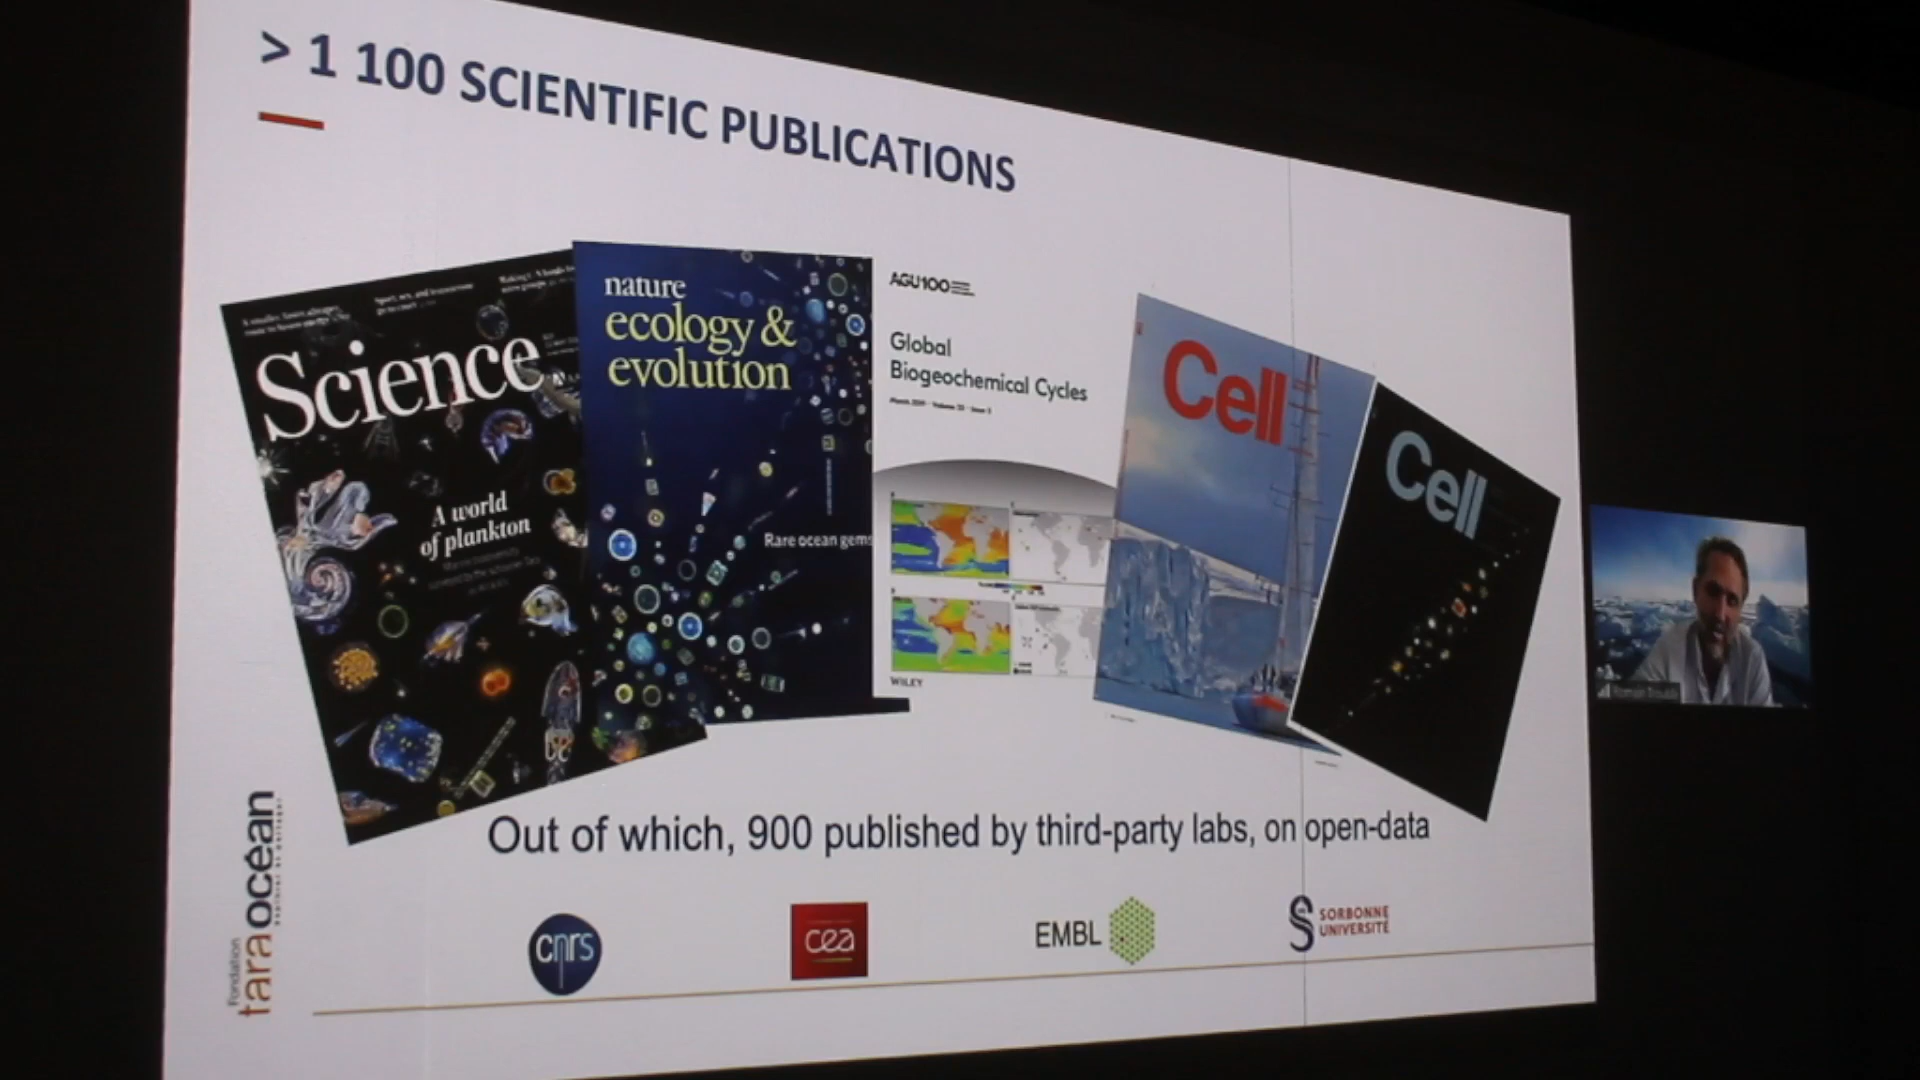 > 1 100 SCIENTIFIC PUBLICATIONS
Science
A world
of plankton
nature
ecology &
evolution
Rare ocean gems
AGU100
Global
Biogeochemical Cycles
WILEY
Cell
Cell
Out of which, 900 published by third-party labs, on open-data
Fondation
tara océan
cnrs
cea
EMBL
SORBONNE
UNIVERSITÉ